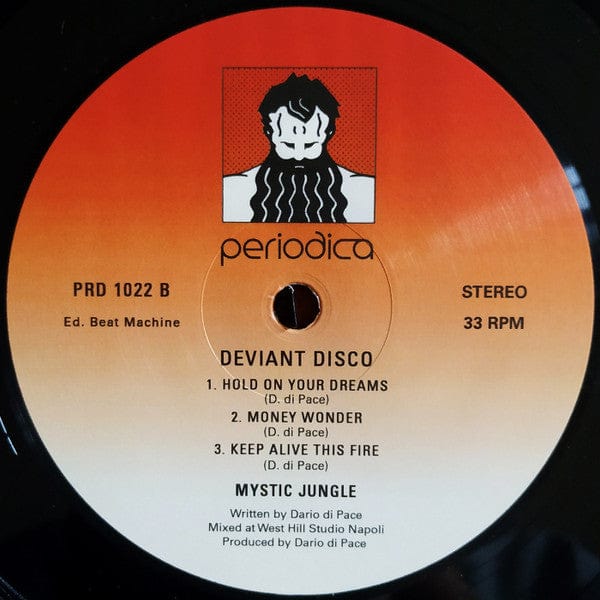 periodica
PRD 1022 B
STEREO
Ed. Beat Machine
33 RPM
DEVIANT DISCO
1. HOLD ON YOUR DREAMS
(D. di Pace)
2. MONEY WONDER
(D. di Pace)
3. KEEP ALIVE THIS FIRE
(D. di Pace)
MYSTIC JUNGLE
Written by Dario di Pace
Mixed at West Hill Studio Napoli
Produced by Dario di Pace